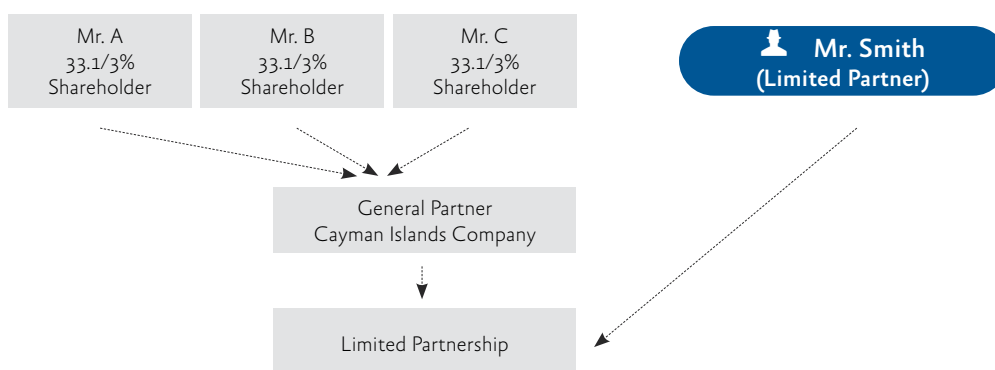 Mr. A
33.1/3%
Shareholder
Mr. B
33.1/3%
Shareholder
Mr. C
33.1/3%
Shareholder
Mr. Smith
(Limited Partner)
General Partner
Cayman Islands Company
Limited Partnership